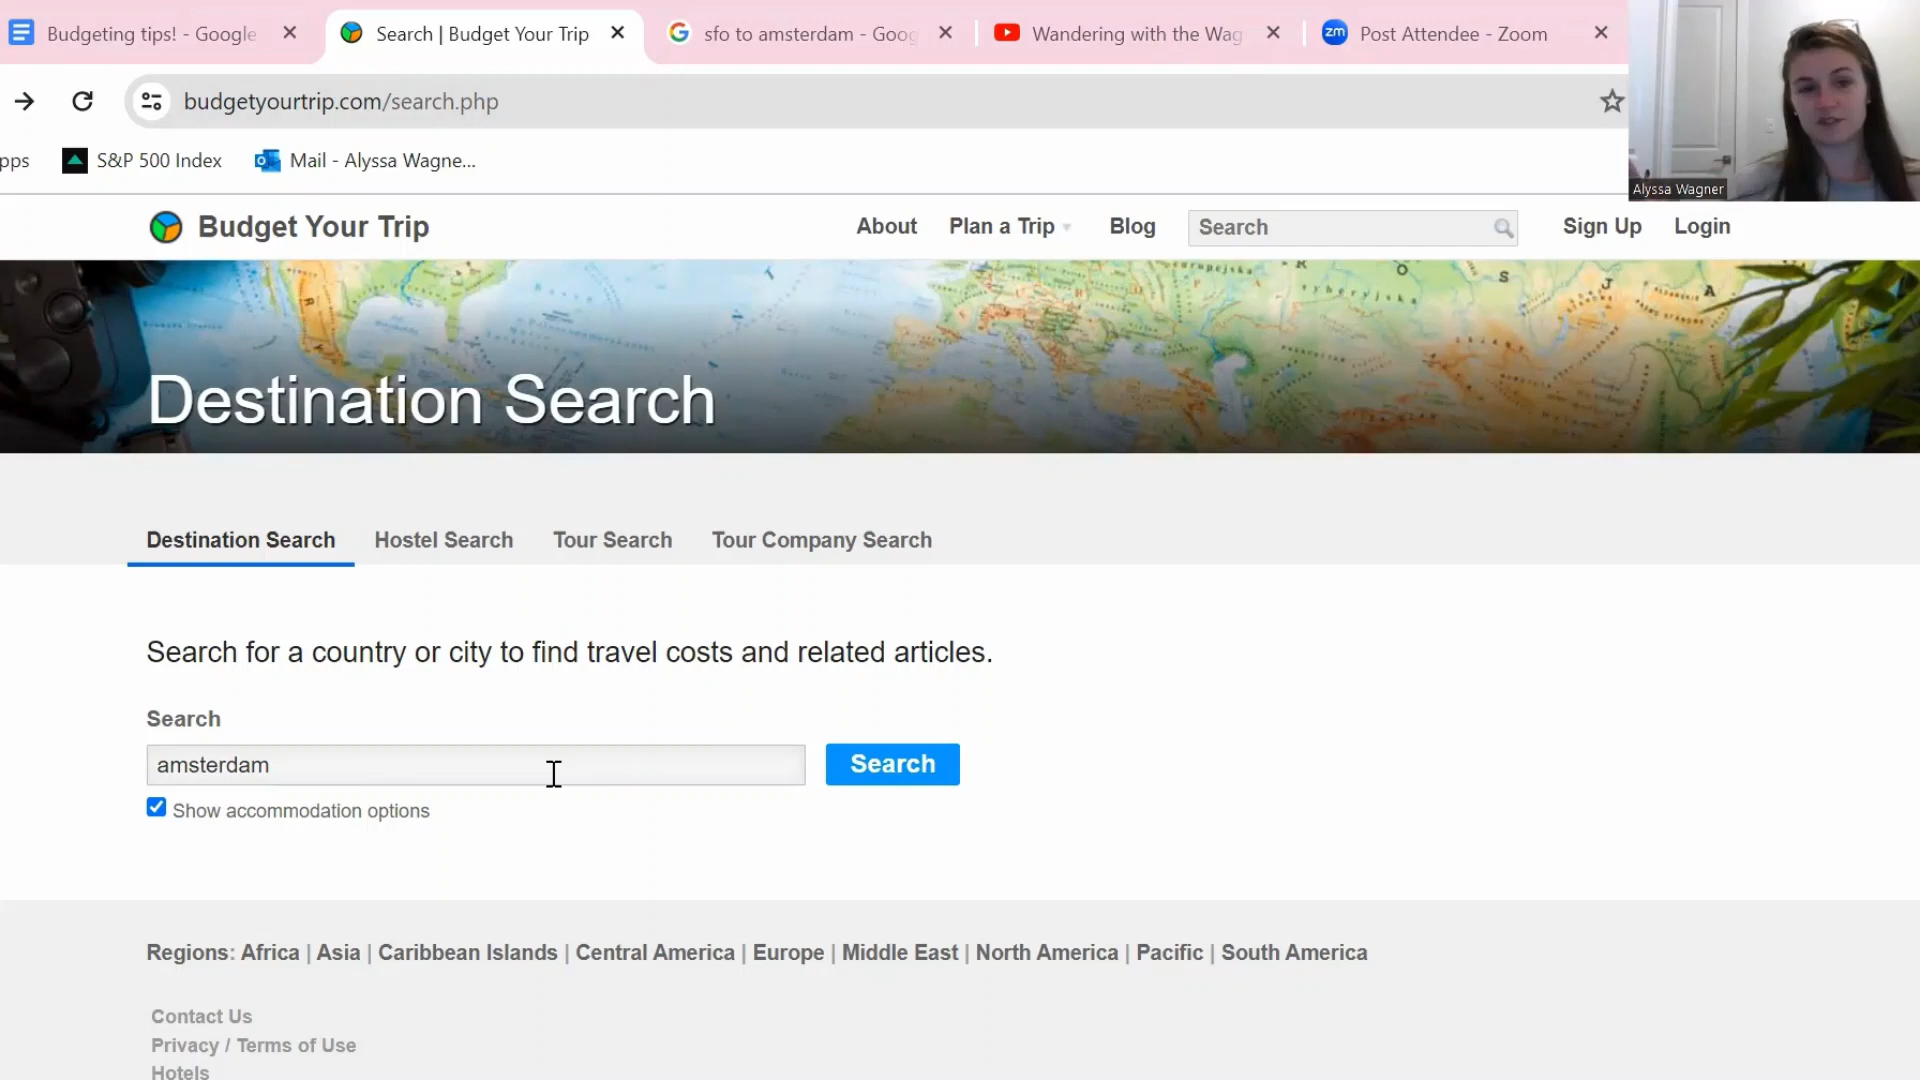 Budgeting tips! - Google
Search | Budget Your Trip
sfo to amsterdam - Goog
Wandering with the Wag
zm
Post Attendee - Zoom
budgetyourtrip.com/search.php
pps
S&P 500 Index
Mail - Alyssa Wagne...
Alyssa Wagner
Budget Your Trip
About
Plan a Trip
Blog
Search
Sign Up
Login
Destination Search
Destination Search
Hostel Search
Tour Search
Tour Company Search
Search for a country or city to find travel costs and related articles.
Search
amsterdam
Search
Show accommodation options
Regions: Africa | Asia | Caribbean Islands | Central America | Europe | Middle East | North America | Pacific | South America
Contact Us
Privacy / Terms of Use
Hotels